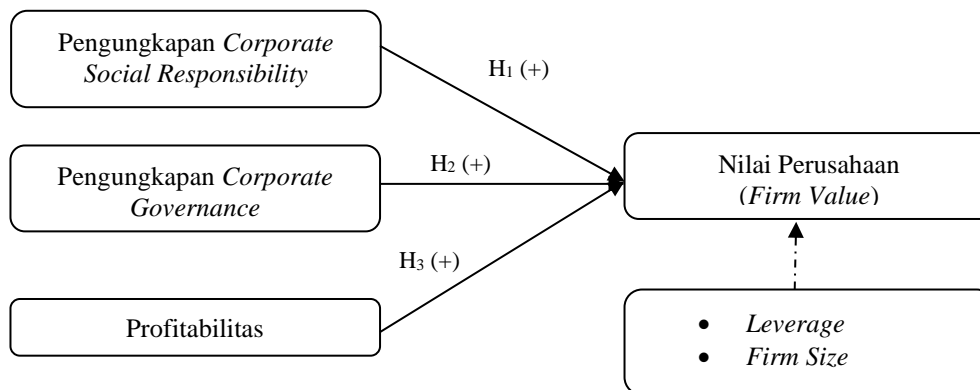 Pengungkapan Corporate
Social Responsibility
H1 (+)
Pengungkapan Corporate
Governance
H2 (+)
Nilai Perusahaan
(Firm Value)
H3 (+)
Profitabilitas
• Leverage
• Firm Size